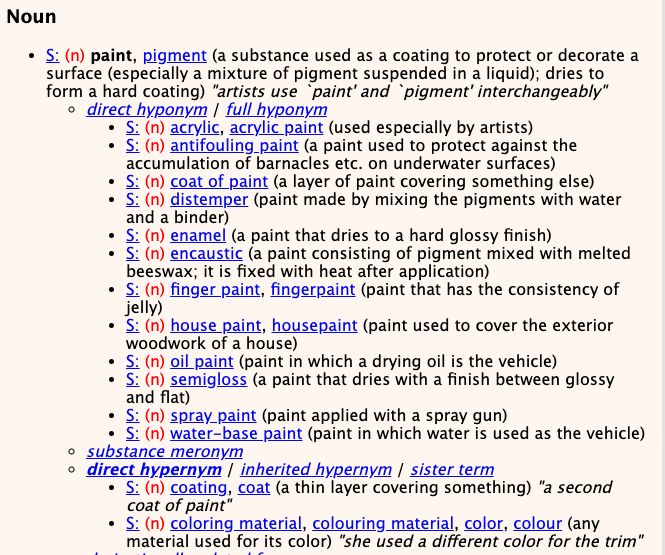 Noun
S: (n) paint, pigment (a substance used as a coating to protect or decorate a
surface (especially a mixture of pigment suspended in a liquid); dries to
form a hard coating) "artists use `paint' and `pigment' interchangeably"
direct hyponym / full hyponym
S: (n) acrylic, acrylic paint (used especially by artists)
S: (n) antifouling paint (a paint used to protect against the
accumulation of barnacles etc. on underwater surfaces)
S: (n) coat of paint (a layer of paint covering something else)
S: (n) distemper (paint made by mixing the pigments with water
and a binder)
S: (n) enamel (a paint that dries to a hard glossy finish)
S: (n) encaustic (a paint consisting of pigment mixed with melted
beeswax; it is fixed with heat after application)
S: (n) finger paint, fingerpaint (paint that has the consistency of
jelly)
S: (n) house paint, housepaint (paint used to cover the exterior
woodwork of a house)
S: (n) oil paint (paint in which a drying oil is the vehicle)
S: (n) semigloss (a paint that dries with a finish between glossy
and flat)
S: (n) spray paint (paint applied with a spray gun)
S: (n) water-base paint (paint in which water is used as the vehicle)
substance meronym
direct hypernym / inherited hypernym / sister term
S: (n) coating, coat (a thin layer covering something) "a second
coat of paint"
S: (n) coloring material, colouring material, color, colour (any
material used for its color) "she used a different color for the trim"